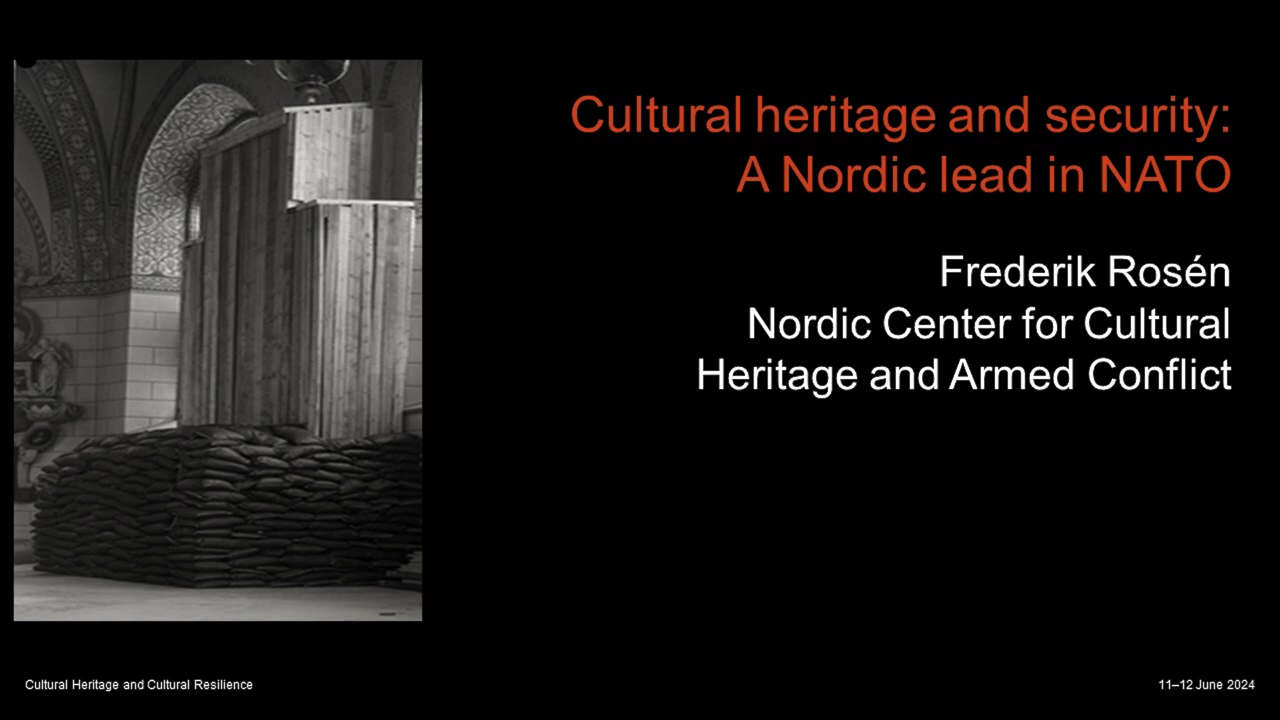 Cultural heritage and security:
A Nordic lead in NATO
Frederik Rosén
Nordic Center for Cultural
Heritage and Armed Conflict
Cultural Heritage and Cultural Resilience
11–12 June 2024